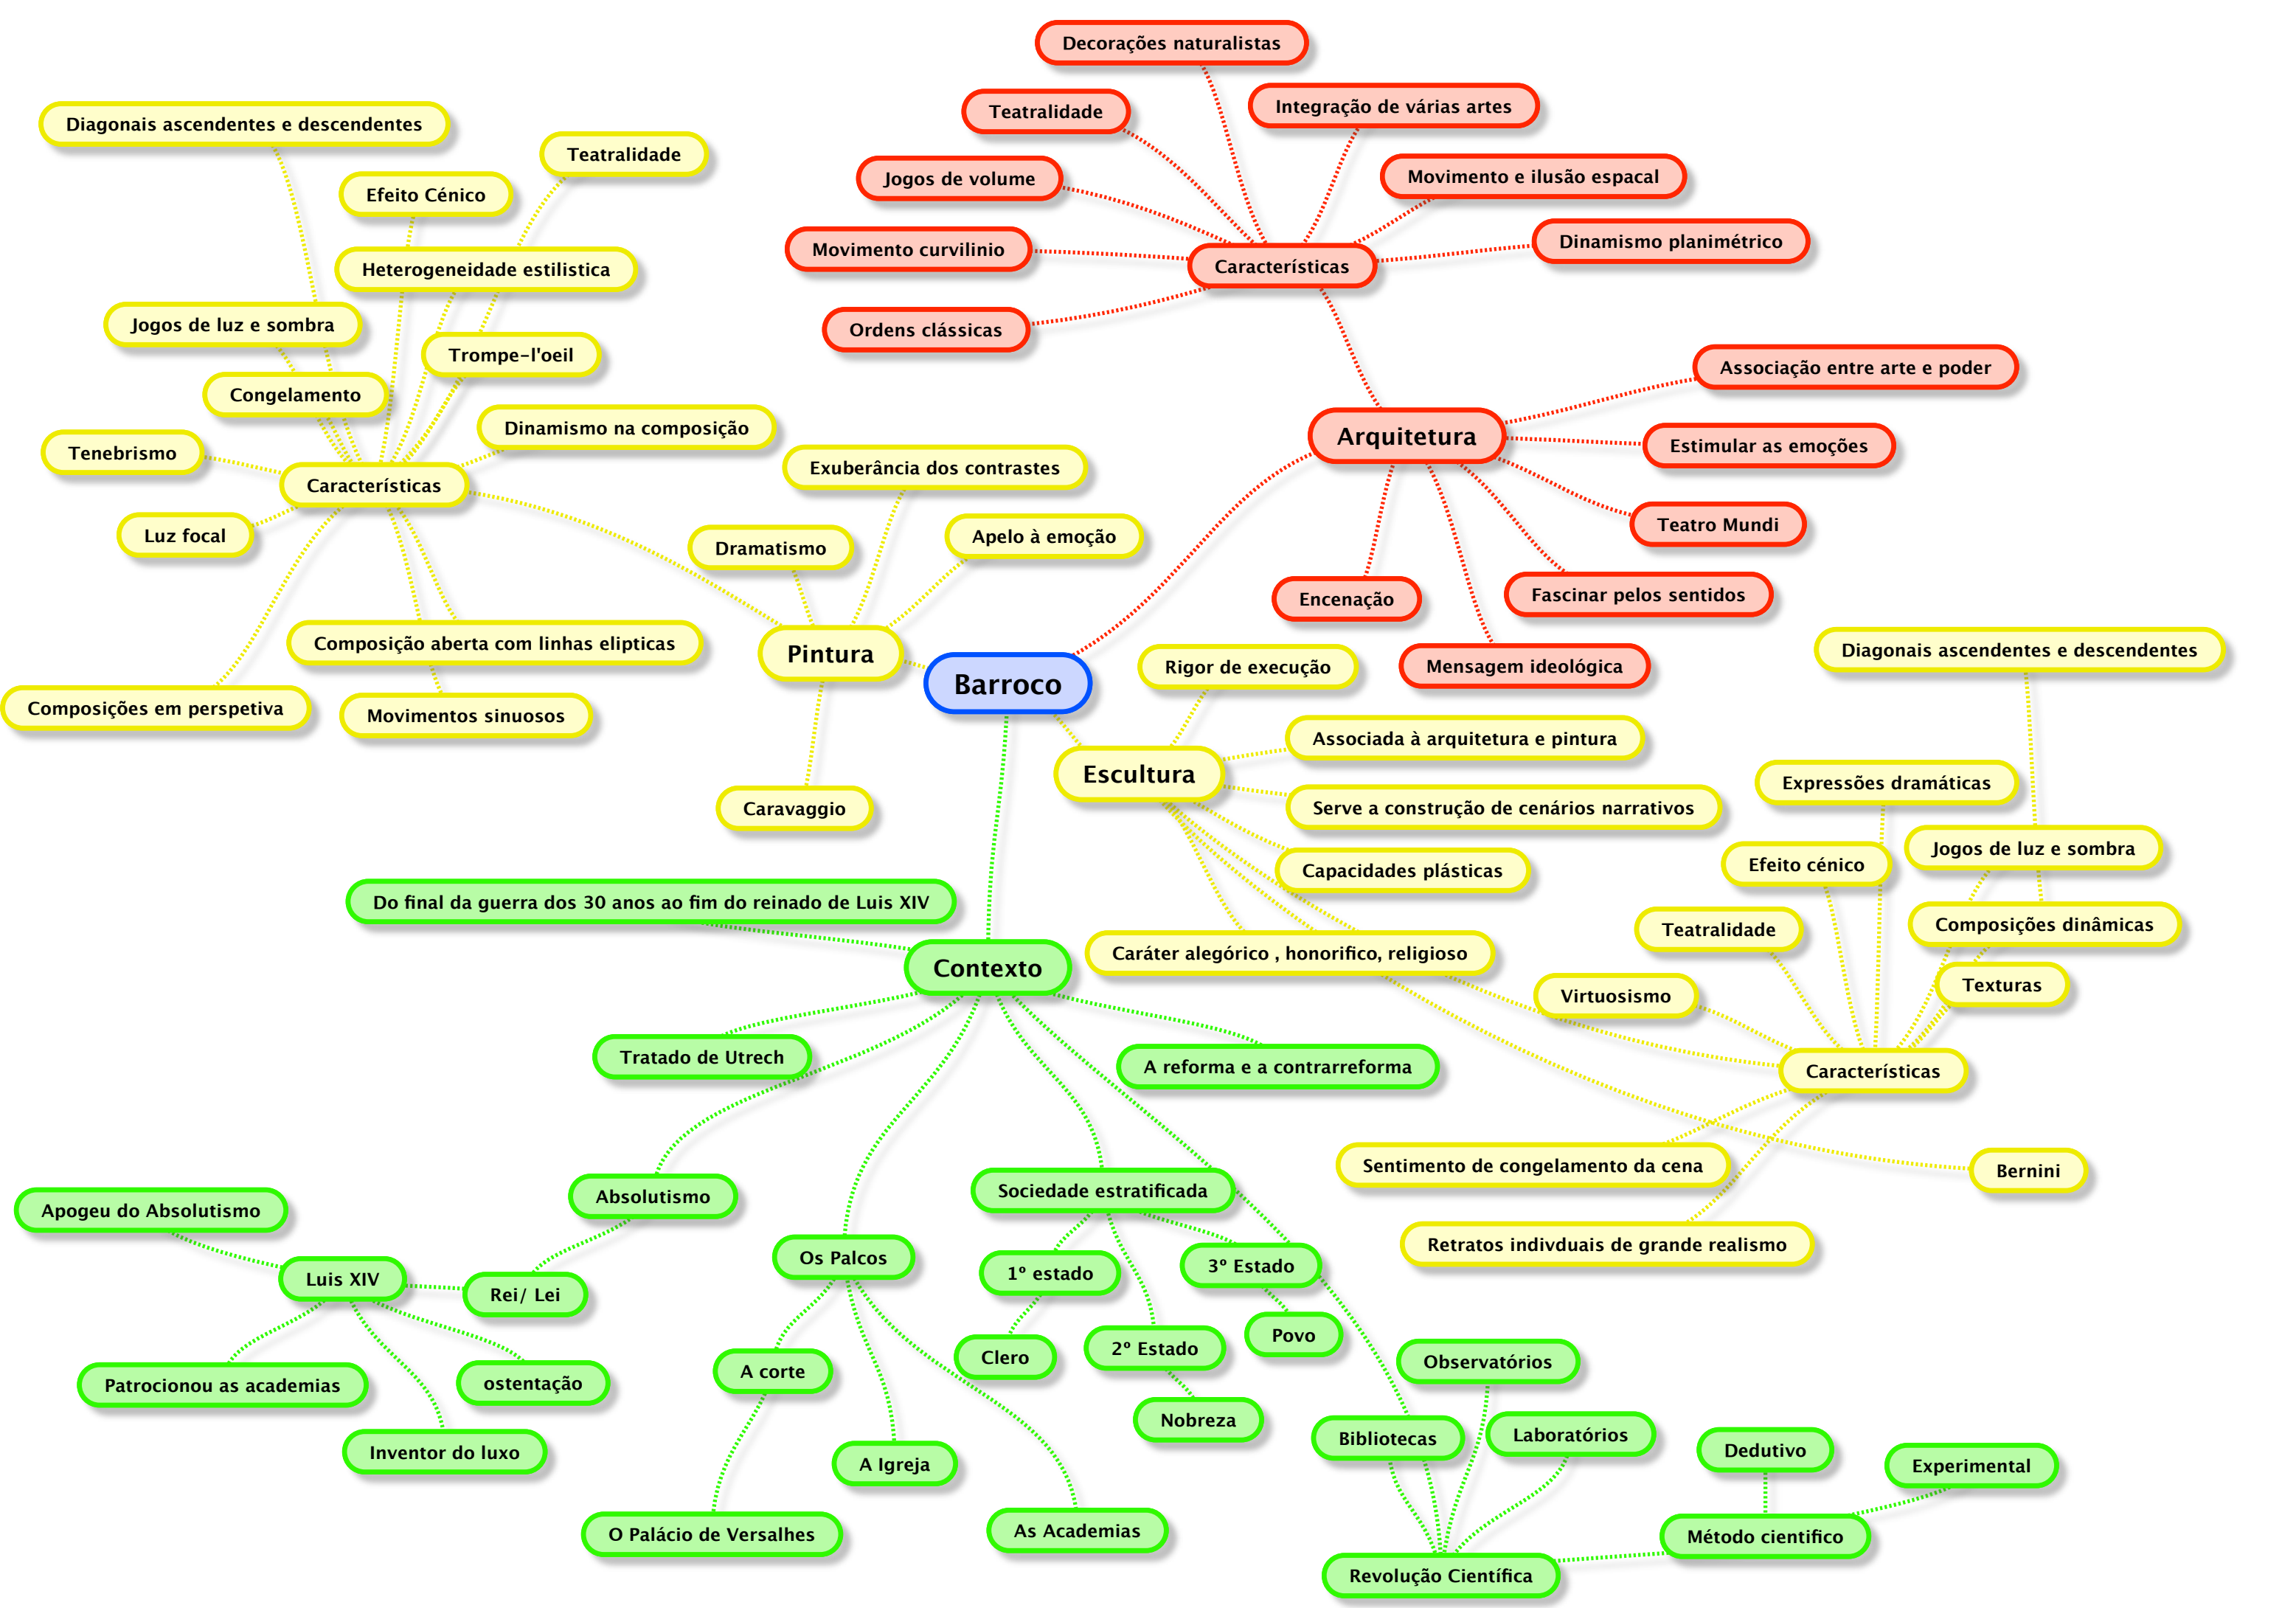 Barroco
Arquitetura
Características
Decorações naturalistas
Teatralidade
Integração de várias artes
Jogos de volume
Movimento e ilusão espacal
Movimento curvilinio
Dinamismo planimétrico
Ordens clássicas
Associação entre arte e poder
Estimular as emoções
Teatro Mundi
Fascinar pelos sentidos
Encenação
Mensagem ideológica
Pintura
Exuberância dos contrastes
Dramatismo
Apelo à emoção
Caravaggio
Características
Diagonais ascendentes e descendentes
Teatralidade
Efeito Cénico
Heterogeneidade estilistica
Jogos de luz e sombra
Trompe-l'oeil
Congelamento
Dinamismo na composição
Tenebrismo
Luz focal
Composição aberta com linhas elipticas
Composições em perspetiva
Movimentos sinuosos
Escultura
Rigor de execução
Associada à arquitetura e pintura
Serve a construção de cenários narrativos
Capacidades plásticas
Caráter alegórico , honorifico, religioso
Bernini
Características
Diagonais ascendentes e descendentes
Expressões dramáticas
Jogos de luz e sombra
Efeito cénico
Composições dinâmicas
Teatralidade
Texturas
Virtuosismo
Sentimento de congelamento da cena
Retratos indivduais de grande realismo
Contexto
Do final da guerra dos 30 anos ao fim do reinado de Luis XIV
Tratado de Utrech
A reforma e a contrarreforma
Absolutismo
Rei/ Lei
Luis XIV
Apogeu do Absolutismo
Patrocionou as academias
Inventor do luxo
ostentação
Os Palcos
A corte
O Palácio de Versalhes
A Igreja
As Academias
Sociedade estratificada
1º estado
Clero
2º Estado
Nobreza
3º Estado
Povo
Revolução Científica
Bibliotecas
Observatórios
Laboratórios
Método cientifico
Dedutivo
Experimental